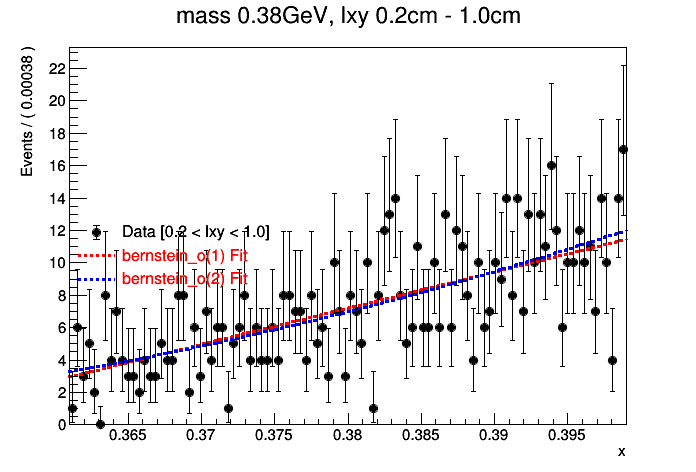 mass 0.38GeV, lxy 0.2cm - 1.0cm
Events / ( 0.00038 )
22
20
18
16
14
12
10
8
6
4
2
0
Data [0.2 < lxy < 1.0]
bernstein_o(1) Fit
bernstein_o(2) Fit
0.365 0.37 0.375 0.38 0.385 0.39 0.395
x